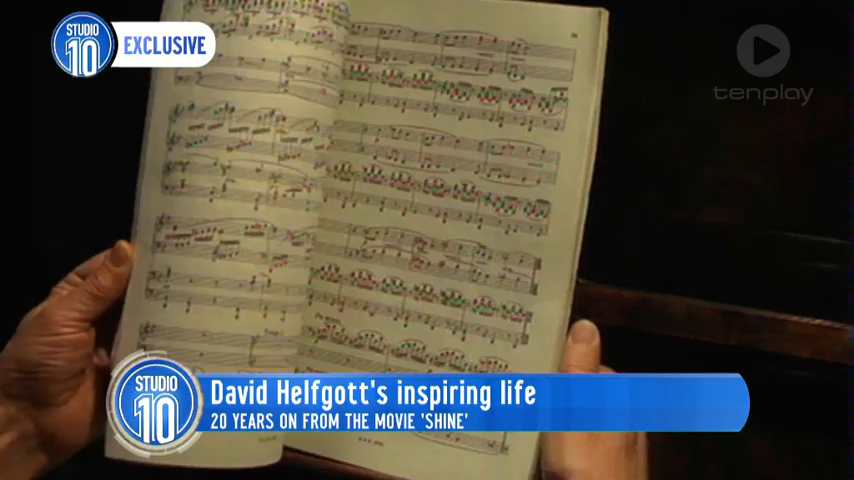 STUDIO
10
EXCLUSIVE
tenplay
STUDIO
10
David Helfgott's inspiring life
20 YEARS ON FROM THE MOVIE 'SHINE'